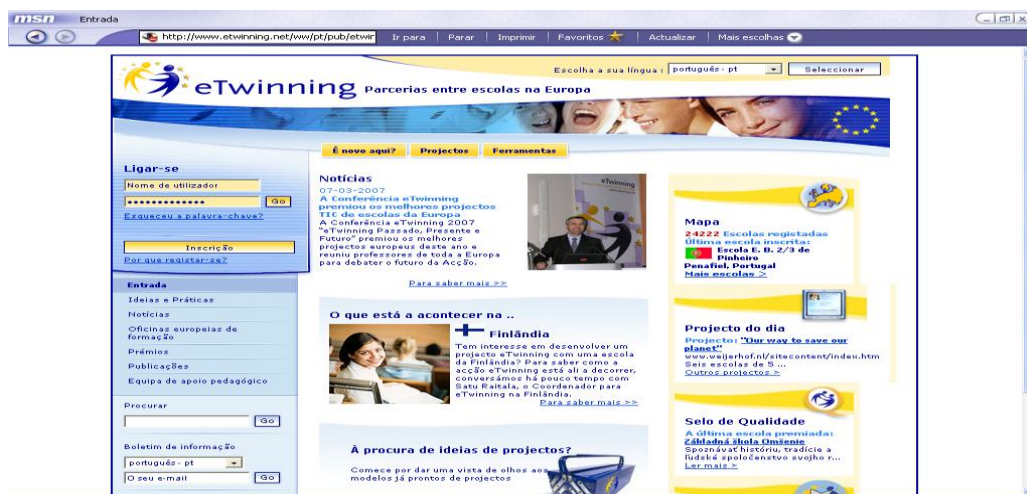 msn Entrada
http://www.etwinning.net/ww/pt/pub/etwir Ir para Parar Imprimir Favoritos Actualizar Mais escolhas
Escolha a sua língua : português - pt Seleccionar
eTwinning Parcerias entre escolas na Europa
É novo aqui? Projectos Ferramentas
Ligar-se
Nome de utilizador
Go
Esqueceu a palavra-chave?
Inscrição
Por que registar-se?
Entrada
Ideias e Práticas
Notícias
Oficinas europeias de
formação
Prémios
Publicações
Equipa de apoio pedagógico
Procurar
Go
Boletim de informação
português - pt
O seu e-mail Go
Notícias
07-03-2007
A Conferência eTwinning
premiou os melhores projectos
TIC de escolas da Europa
A Conferência eTwinning 2007
"eTwinning Passado, Presente e
Futuro" premiou os melhores
projectos europeus deste ano e
reuniu professores de toda a Europa
para debater o futuro da Acção.
Para saber mais >>
eTwinning
O que está a acontecer na ..
Finlândia
Tem interesse em desenvolver um
projecto eTwinning com uma escola
da Finlândia? Para saber como a
acção eTwinning está ali a decorrer,
conversámos há pouco tempo com
Satu Raitala, o Coordenador para
eTwinning na Finlândia.
Para saber mais >>
À procura de ideias de projectos?
Comece por dar uma vista de olhos aos
modelos já prontos de projectos
Mapa
24222 Escolas registadas
Última escola inscrita:
Escola E. B. 2/3 de
Pinheiro
Penafiel, Portugal
Mais escolas >
Projecto do dia
Projecto: "Our way to save our
planet"
www.weijerhof.nl/sitecontent/index.htm
Seis escolas de 5 ...
Outros projectos >
Selo de Qualidade
A última escola premiada:
Základná škola Omšenie
Spoznávať históriu, tradície a
ľudské spoločenstvo svojho r...
Ler mais >